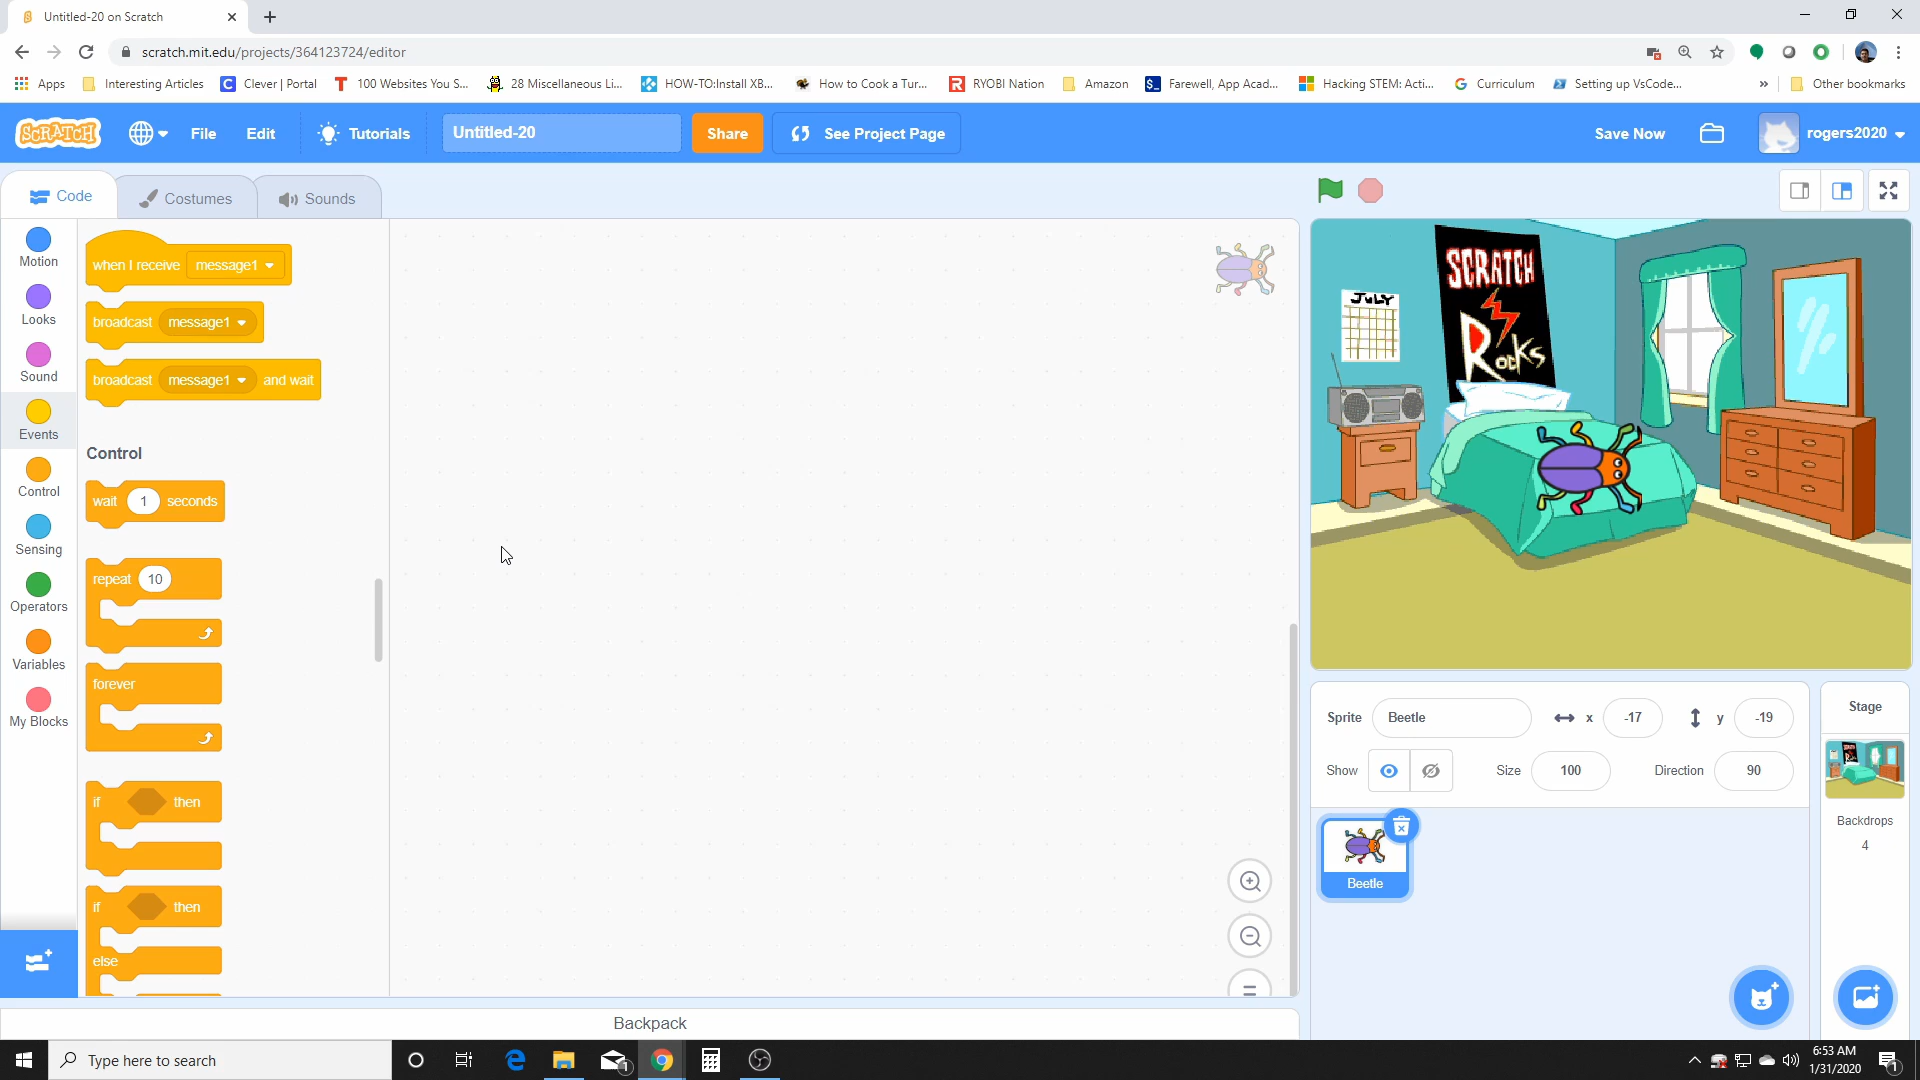 Untitled-20 on Scratch
scratch.mit.edu/projects/364123724/editor
Apps
Interesting Articles
Clever | Portal
100 Websites You S...
28 Miscellaneous Li...
HOW-TO:Install XB...
How to Cook a Tur...
RYOBI Nation
Amazon
Farewell, App Acad...
Hacking STEM: Acti...
Curriculum
Setting up VsCode...
»
Other bookmarks
SCRATCH
File
Edit
Tutorials
Untitled-20
Share
See Project Page
Save Now
rogers2020
Code
Costumes
Sounds
Motion
Looks
Sound
Events
Control
Sensing
Operators
Variables
My Blocks
when I receive message1
broadcast message1
broadcast message1 and wait
Control
wait 1 seconds
repeat 10
forever
if then
if then
else
JULY
SCRATCH
ROCKS
Sprite Beetle x -17 y -19
Show Size 100 Direction 90
Beetle
Stage
Backdrops
4
Backpack
Type here to search
1
6:53 AM
1/31/2020
1